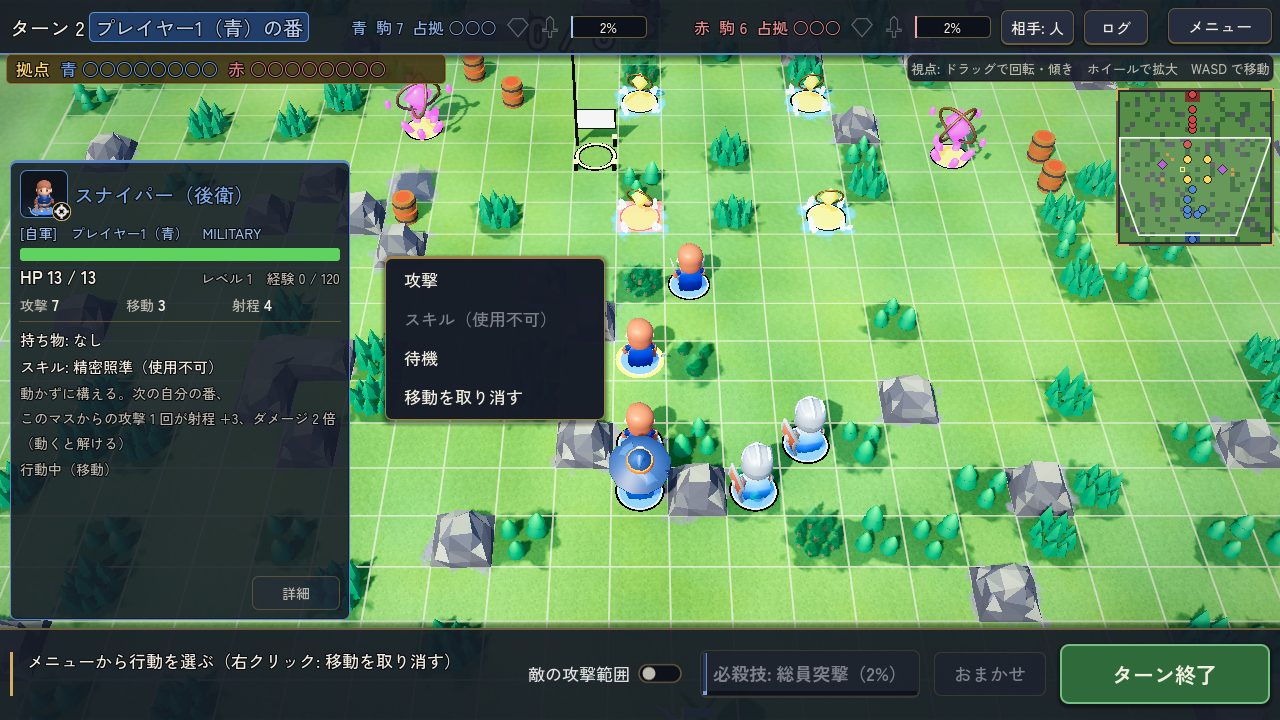 ターン 2 プレイヤー1（青）の番 青 駒 7 占拠 〇〇〇 2% 赤 駒 6 占拠 〇〇〇 2% 相手: 人 ログ メニュー
拠点 青 〇〇〇〇〇〇〇〇 赤 〇〇〇〇〇〇〇〇
視点: ドラッグで回転・傾き ホイールで拡大 WASD で移動
スナイパー（後衛）
[自軍] プレイヤー1（青） MILITARY
HP 13 / 13 レベル 1 経験 0 / 120
攻撃 7 移動 3 射程 4
持ち物: なし
スキル: 精密照準（使用不可）
動かずに構える。次の自分の番、
このマスからの攻撃 1 回が射程 +3、ダメージ 2 倍
（動くと解ける）
行動中（移動）
詳細
攻撃
スキル（使用不可）
待機
移動を取り消す
メニューから行動を選ぶ（右クリック: 移動を取り消す）
敵の攻撃範囲
必殺技: 総員突撃（2%）
おまかせ
ターン終了